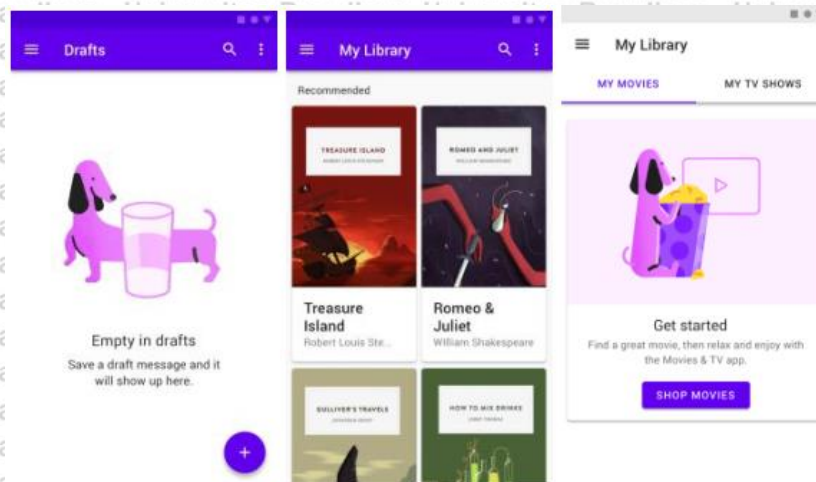 Drafts
Empty in drafts
Save a draft message and it
will show up here.
My Library
Recommended
TREASURE ISLAND
ROMEO AND JULIET
WILLIAM SHAKESPEARE
Treasure
Island
Robert Louis Ste...
Romeo &
Juliet
William Shakespeare
GULLIVER'S TRAVELS
HOW TO MIX DRINKS
My Library
MY MOVIES
MY TV SHOWS
Get started
Find a great movie, then relax and enjoy with
the Movies & TV app.
SHOP MOVIES